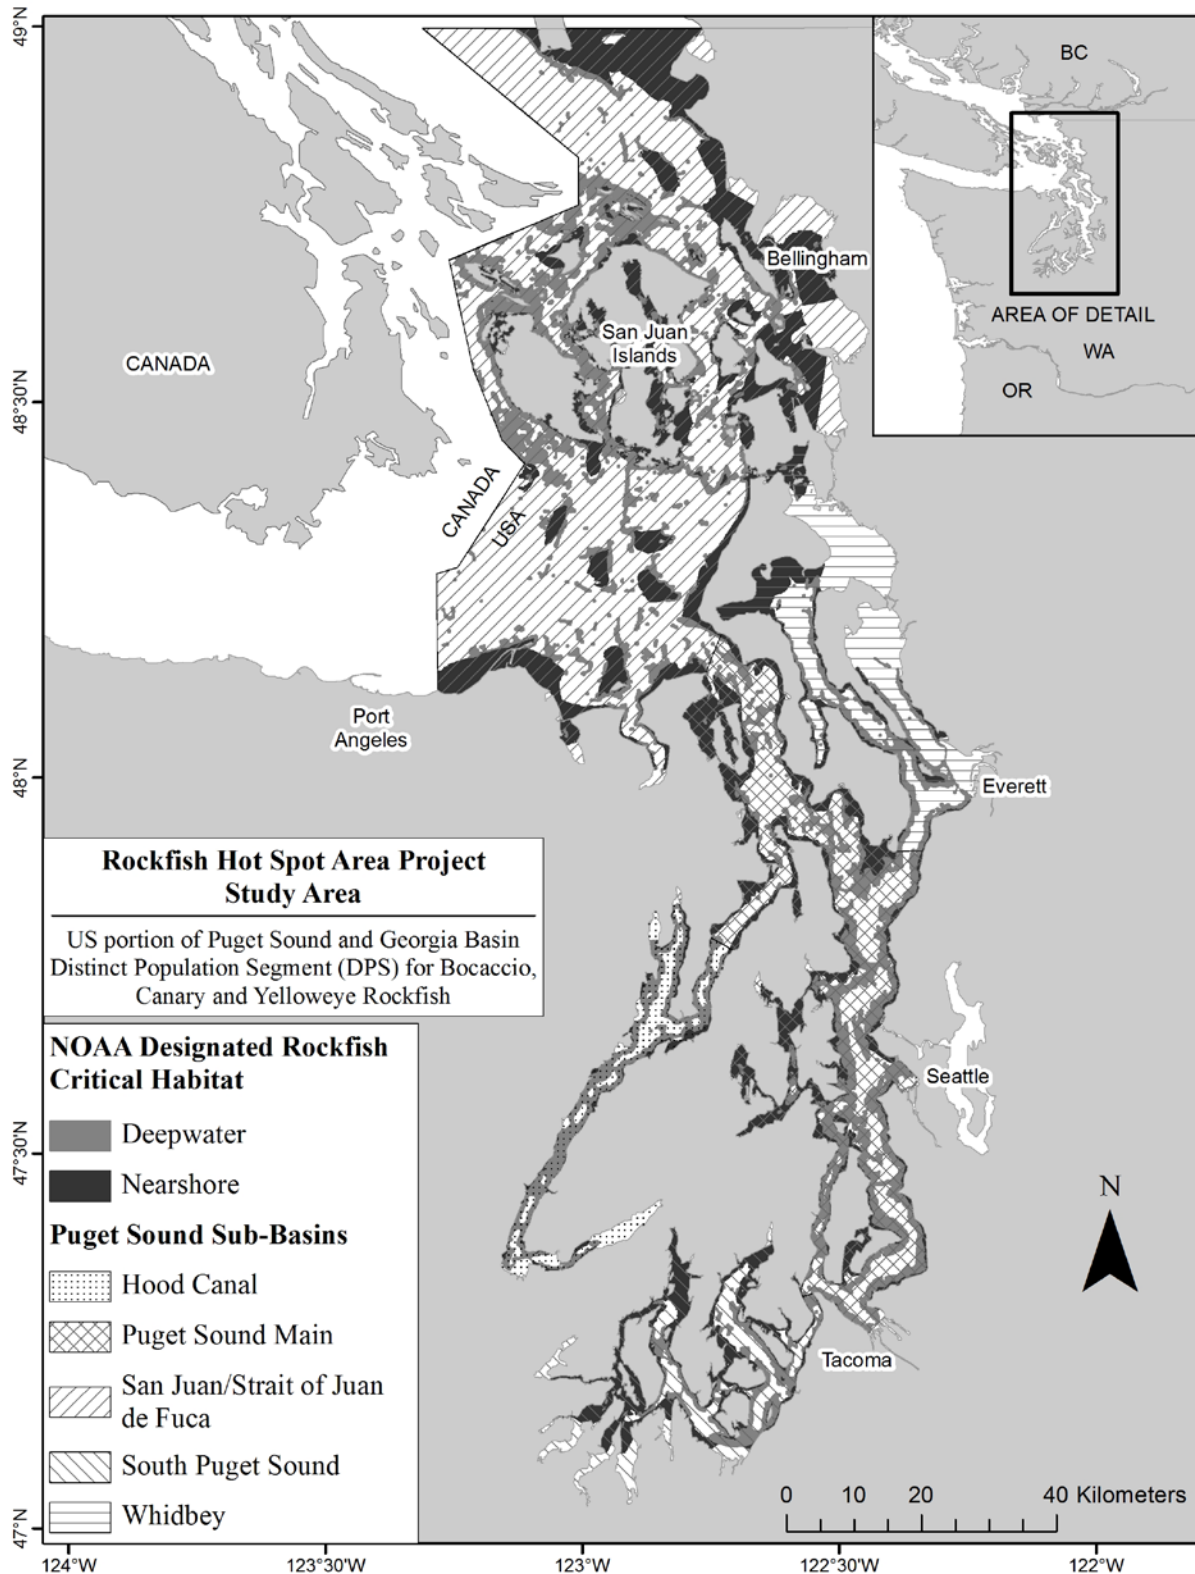 49°N
BC
Bellingham
AREA OF DETAIL
San Juan
Islands
WA
CANADA
OR
48°30'N
CANADA
USA
Port
Angeles
48°N
Everett
Rockfish Hot Spot Area Project
Study Area
US portion of Puget Sound and Georgia Basin
Distinct Population Segment (DPS) for Bocaccio,
Canary and Yelloweye Rockfish
NOAA Designated Rockfish
Critical Habitat
Deepwater
Nearshore
Puget Sound Sub-Basins
Hood Canal
Puget Sound Main
San Juan/Strait of Juan
de Fuca
South Puget Sound
Whidbey
Seattle
47°30'N
N
Tacoma
0 10 20 40 Kilometers
47°N
124°W 123°30'W 123°W 122°30'W 122°W